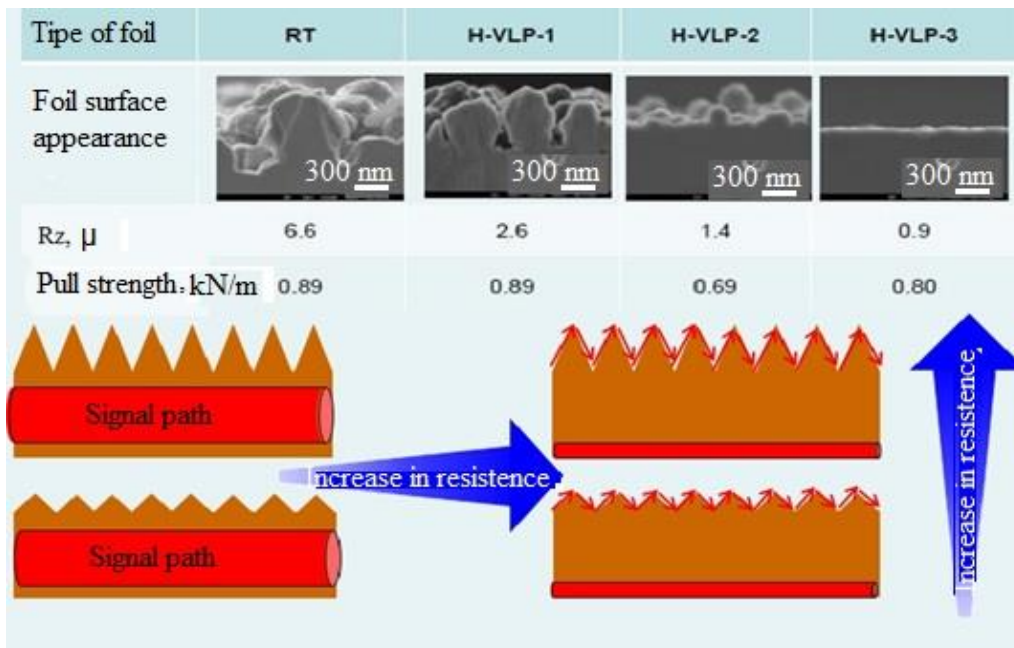 Tipe of foil RT H-VLP-1 H-VLP-2 H-VLP-3
Foil surface
appearance
300 nm 300 nm 300 nm 300 nm
Rz, μ 6.6 2.6 1.4 0.9
Pull strength, kN/m 0.89 0.89 0.69 0.80
Signal path
Increase in resistence
Signal path
Increase in resistence